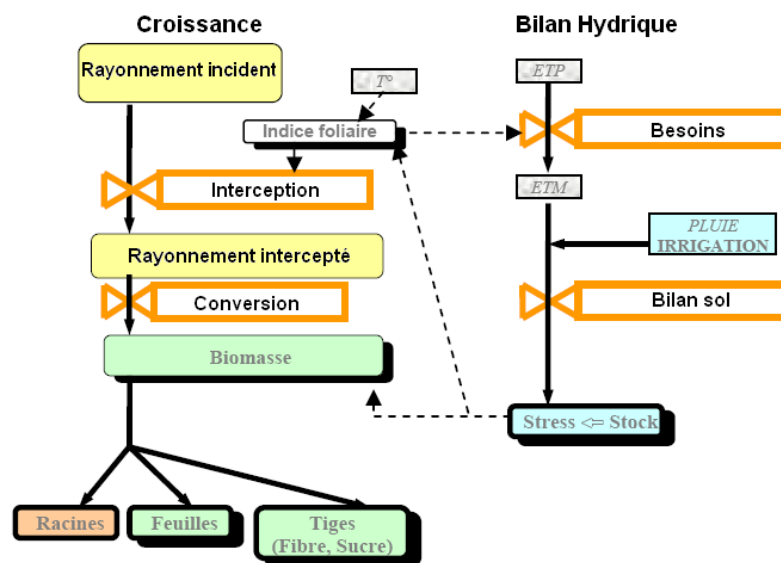 Croissance
Bilan Hydrique
Rayonnement incident
T°
ETP
Indice foliaire
Besoins
Interception
ETM
PLUIE
IRRIGATION
Rayonnement intercepté
Conversion
Bilan sol
Biomasse
Stress ⇐ Stock
Racines
Feuilles
Tiges
(Fibre, Sucre)